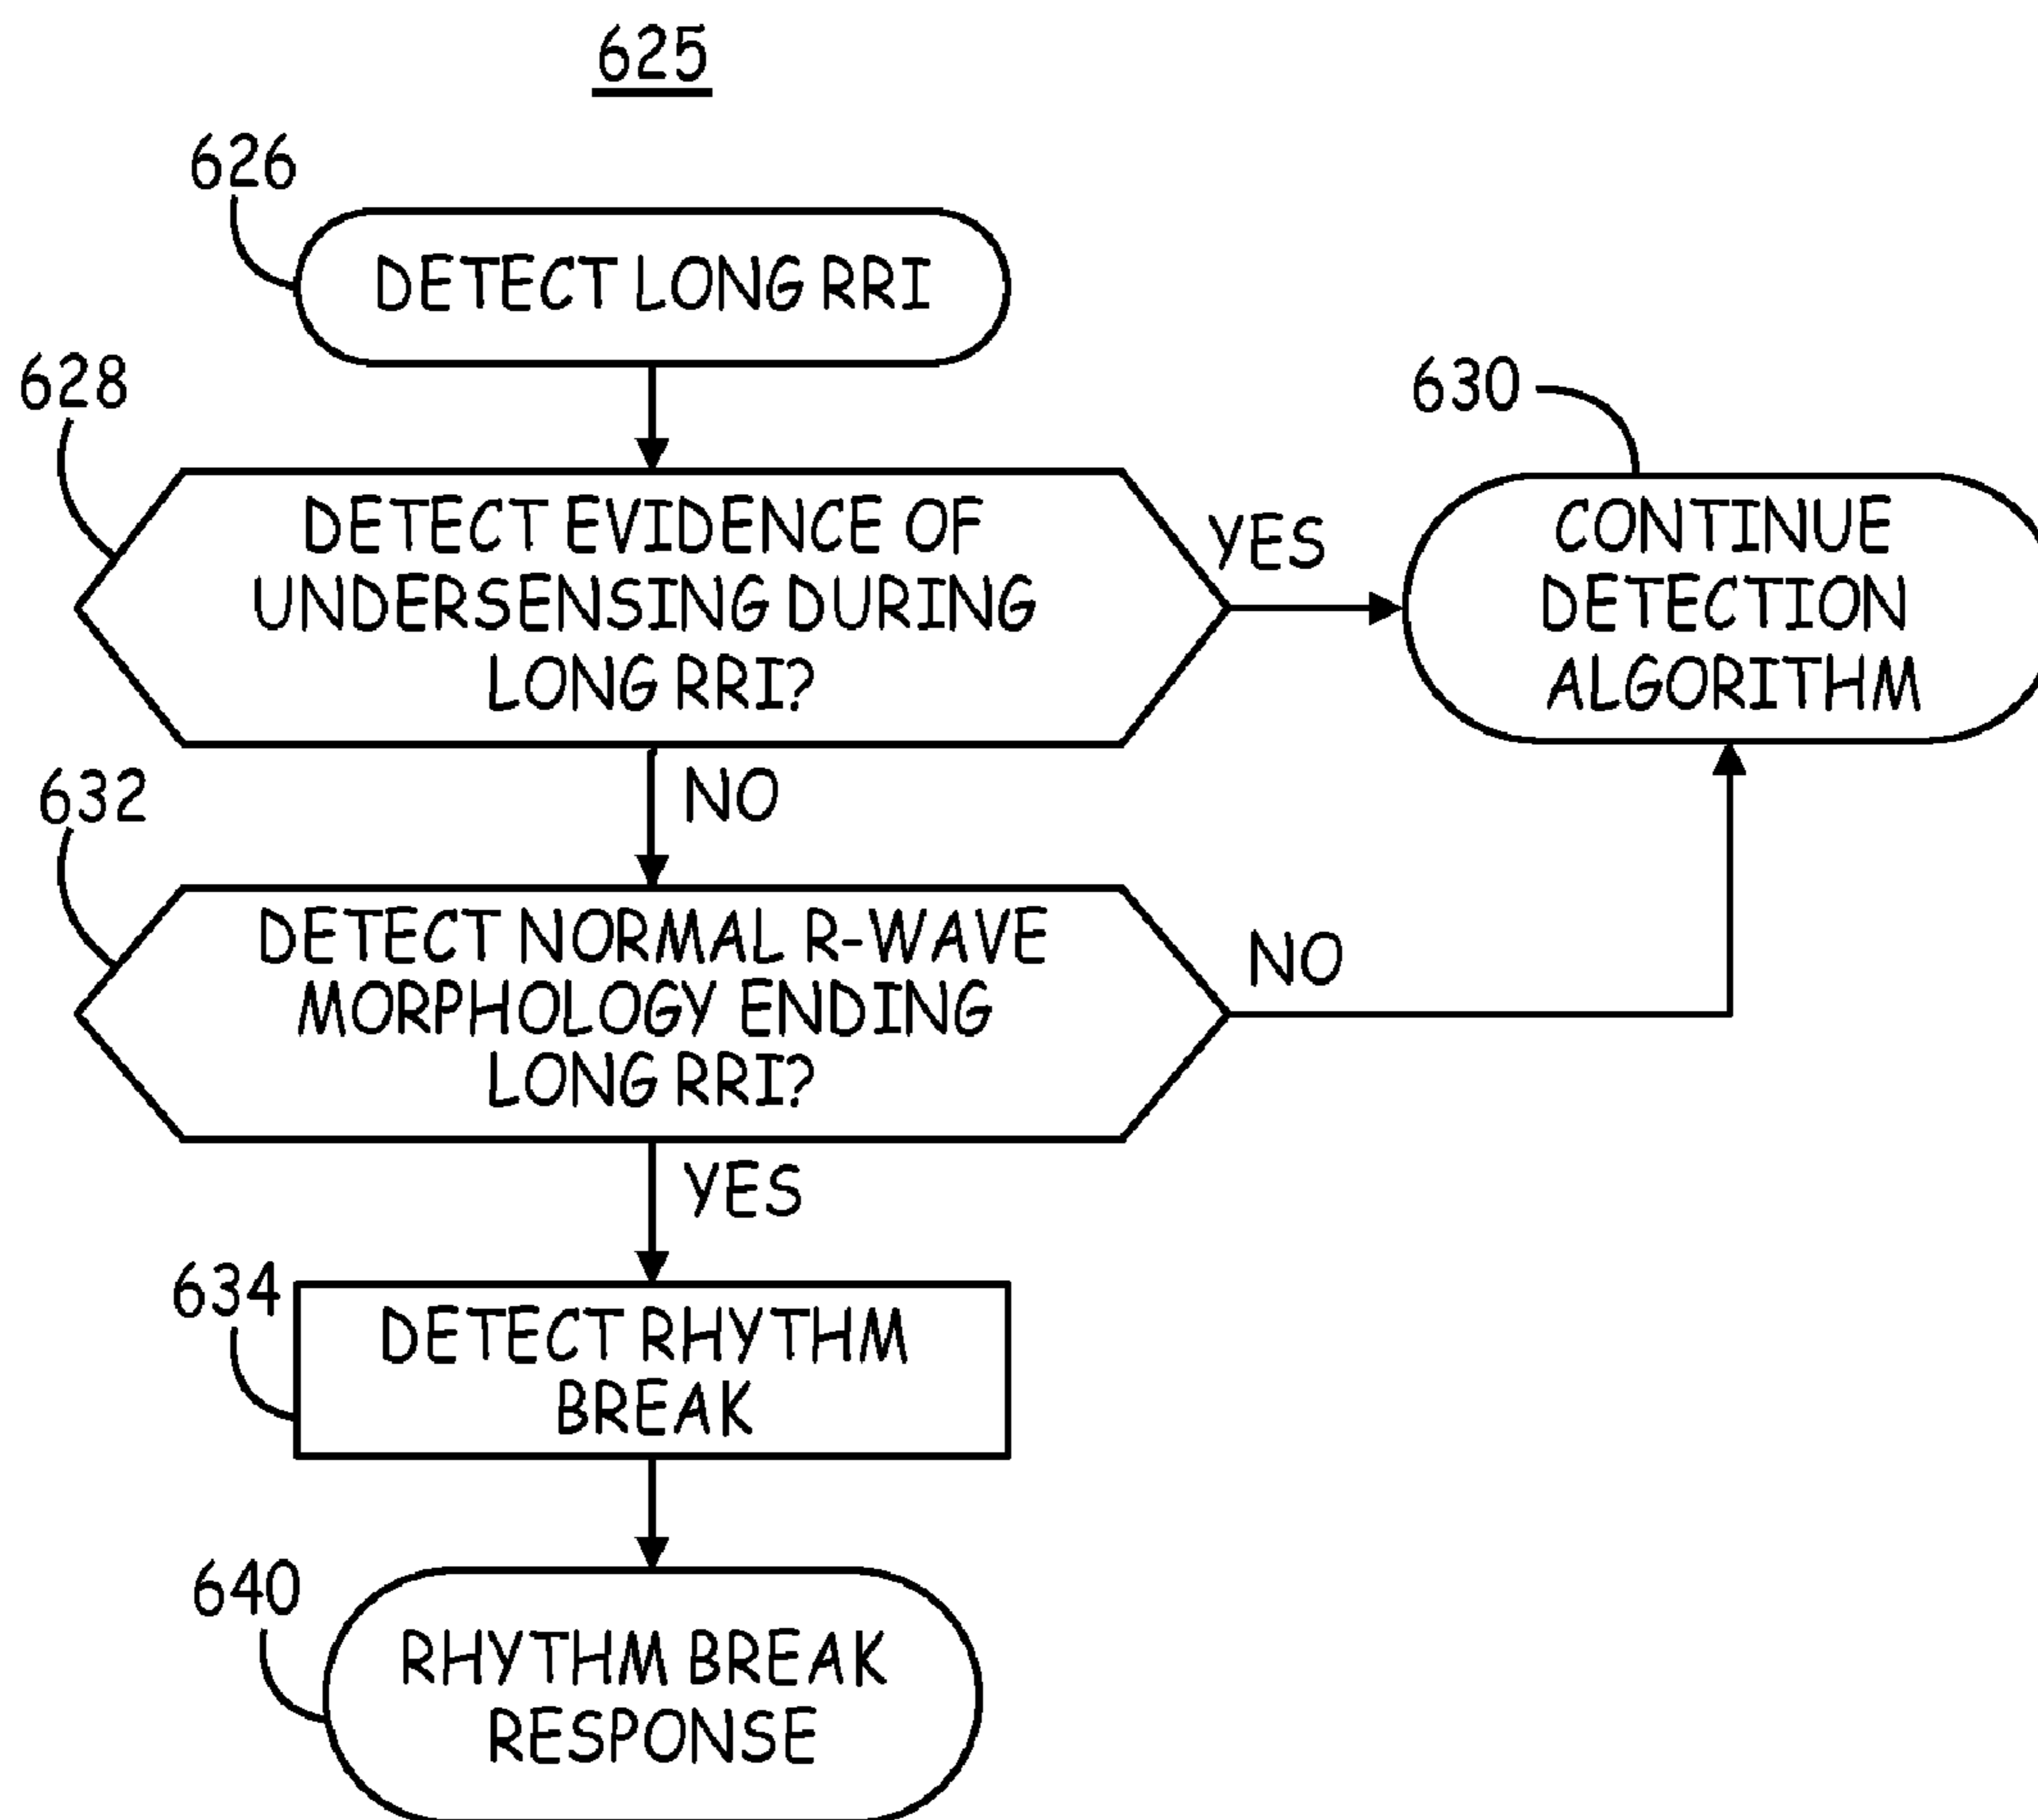 625
626
DETECT LONG RRI
628
DETECT EVIDENCE OF
UNDERSENSING DURING
LONG RRI?
YES
630
CONTINUE
DETECTION
ALGORITHM
NO
632
DETECT NORMAL R-WAVE
MORPHOLOGY ENDING
LONG RRI?
NO
YES
634
DETECT RHYTHM
BREAK
640
RHYTHM BREAK
RESPONSE